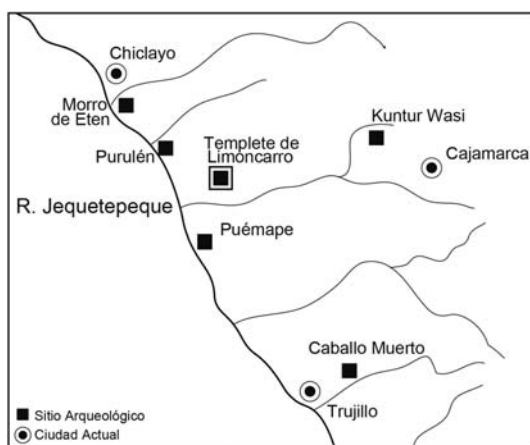 Chiclayo
Morro
de Eten
Purulén
Templete de
Limóncarro
Kuntur Wasi
Cajamarca
R. Jequetepeque
Puémape
Caballo Muerto
Trujillo
Sitio Arqueológico
Ciudad Actual